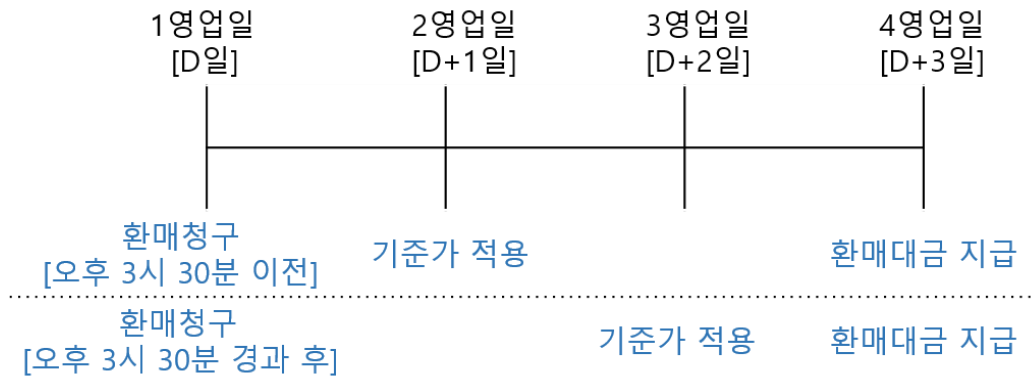 1영업일 2영업일 3영업일 4영업일
[D일] [D+1일] [D+2일] [D+3일]
환매청구
[오후 3시 30분 이전] 기준가 적용 환매대금 지급
환매청구
[오후 3시 30분 경과 후] 기준가 적용 환매대금 지급